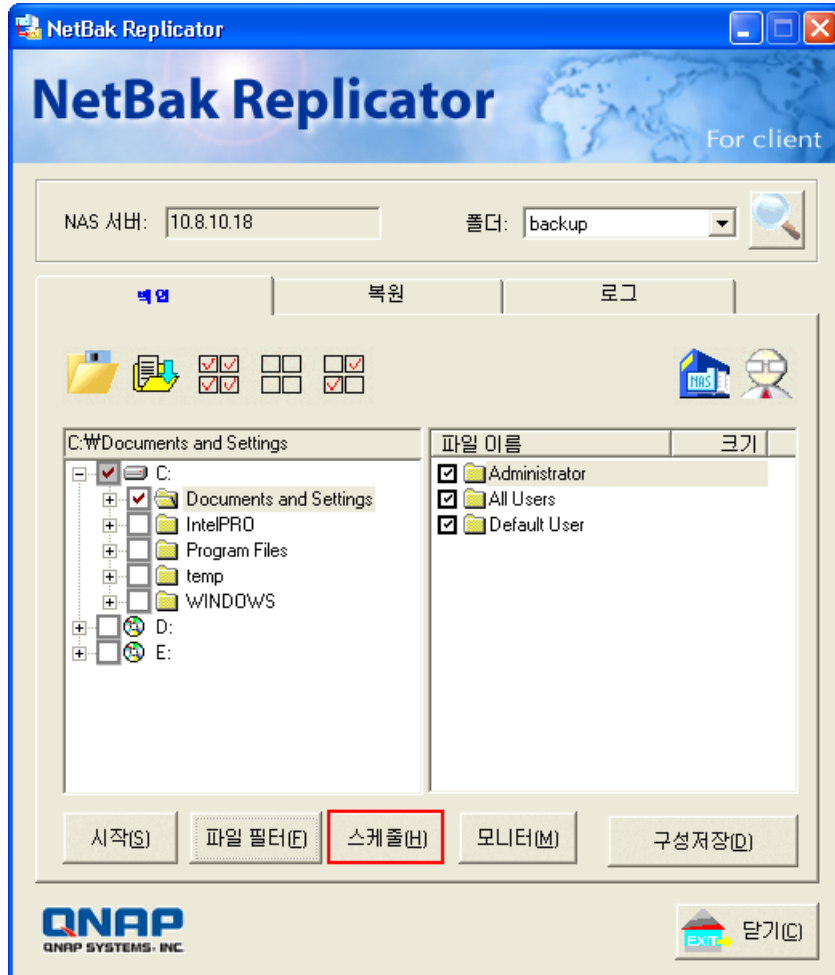 NetBak Replicator
NetBak Replicator
For client
NAS 서버: 10.8.10.18 폴더: backup
백업 복원 로그
NAS
C:₩Documents and Settings
파일 이름 크기
C:
Documents and Settings
IntelPRO
Program Files
temp
WINDOWS
D:
E:
Administrator
All Users
Default User
시작(S) 파일 필터(F) 스케줄(H) 모니터(M) 구성저장(D)
QNAP
QNAP SYSTEMS, INC.
EXIT 닫기(C)